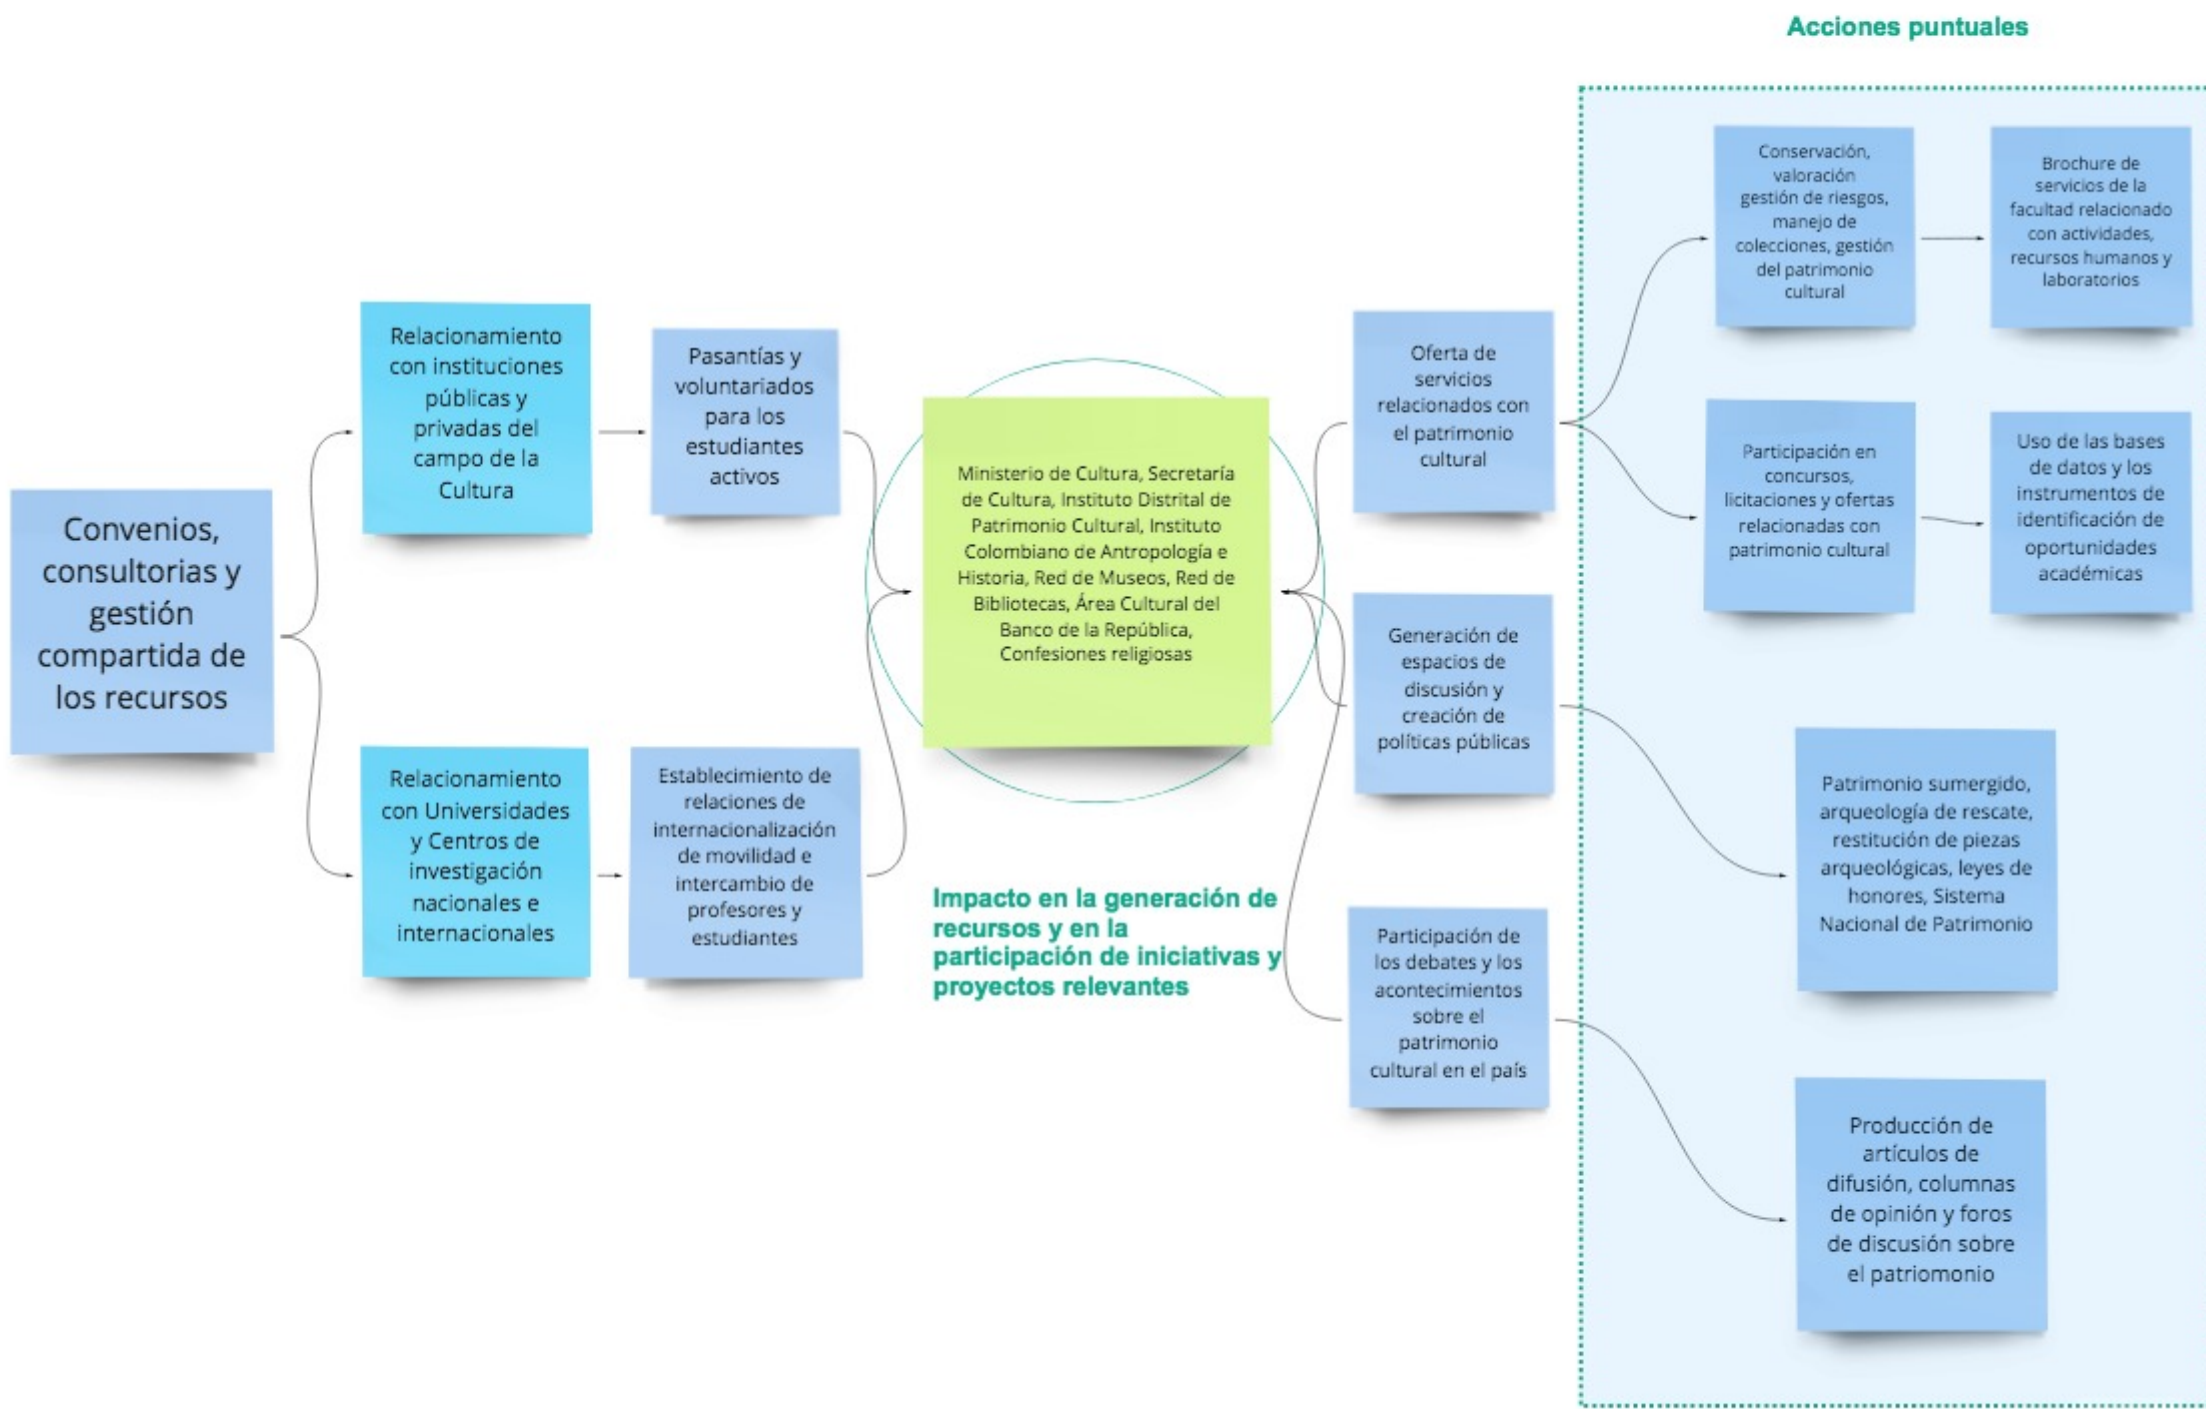 Acciones puntuales
Convenios,
consultorias y
gestión
compartida de
los recursos
Relacionamiento
con instituciones
públicas y
privadas del
campo de la
Cultura
Pasantías y
voluntariados
para los
estudiantes
activos
Relacionamiento
con Universidades
y Centros de
investigación
nacionales e
internacionales
Establecimiento de
relaciones de
internacionalización
de movilidad e
intercambio de
profesores y
estudiantes
Ministerio de Cultura, Secretaría
de Cultura, Instituto Distrital de
Patrimonio Cultural, Instituto
Colombiano de Antropología e
Historia, Red de Museos, Red de
Bibliotecas, Área Cultural del
Banco de la República,
Confesiones religiosas
Impacto en la generación de
recursos y en la
participación de iniciativas y
proyectos relevantes
Oferta de
servicios
relacionados con
el patrimonio
cultural
Generación de
espacios de
discusión y
creación de
políticas públicas
Participación de
los debates y los
acontecimientos
sobre el
patrimonio
cultural en el país
Conservación,
valoración
gestión de riesgos,
manejo de
colecciones, gestión
del patrimonio
cultural
Brochure de
servicios de la
facultad relacionado
con actividades,
recursos humanos y
laboratorios
Participación en
concursos,
licitaciones y ofertas
relacionadas con
patrimonio cultural
Uso de las bases
de datos y los
instrumentos de
identificación de
oportunidades
académicas
Patrimonio sumergido,
arqueología de rescate,
restitución de piezas
arqueológicas, leyes de
honores, Sistema
Nacional de Patrimonio
Producción de
artículos de
difusión, columnas
de opinión y foros
de discusión sobre
el patriomonio